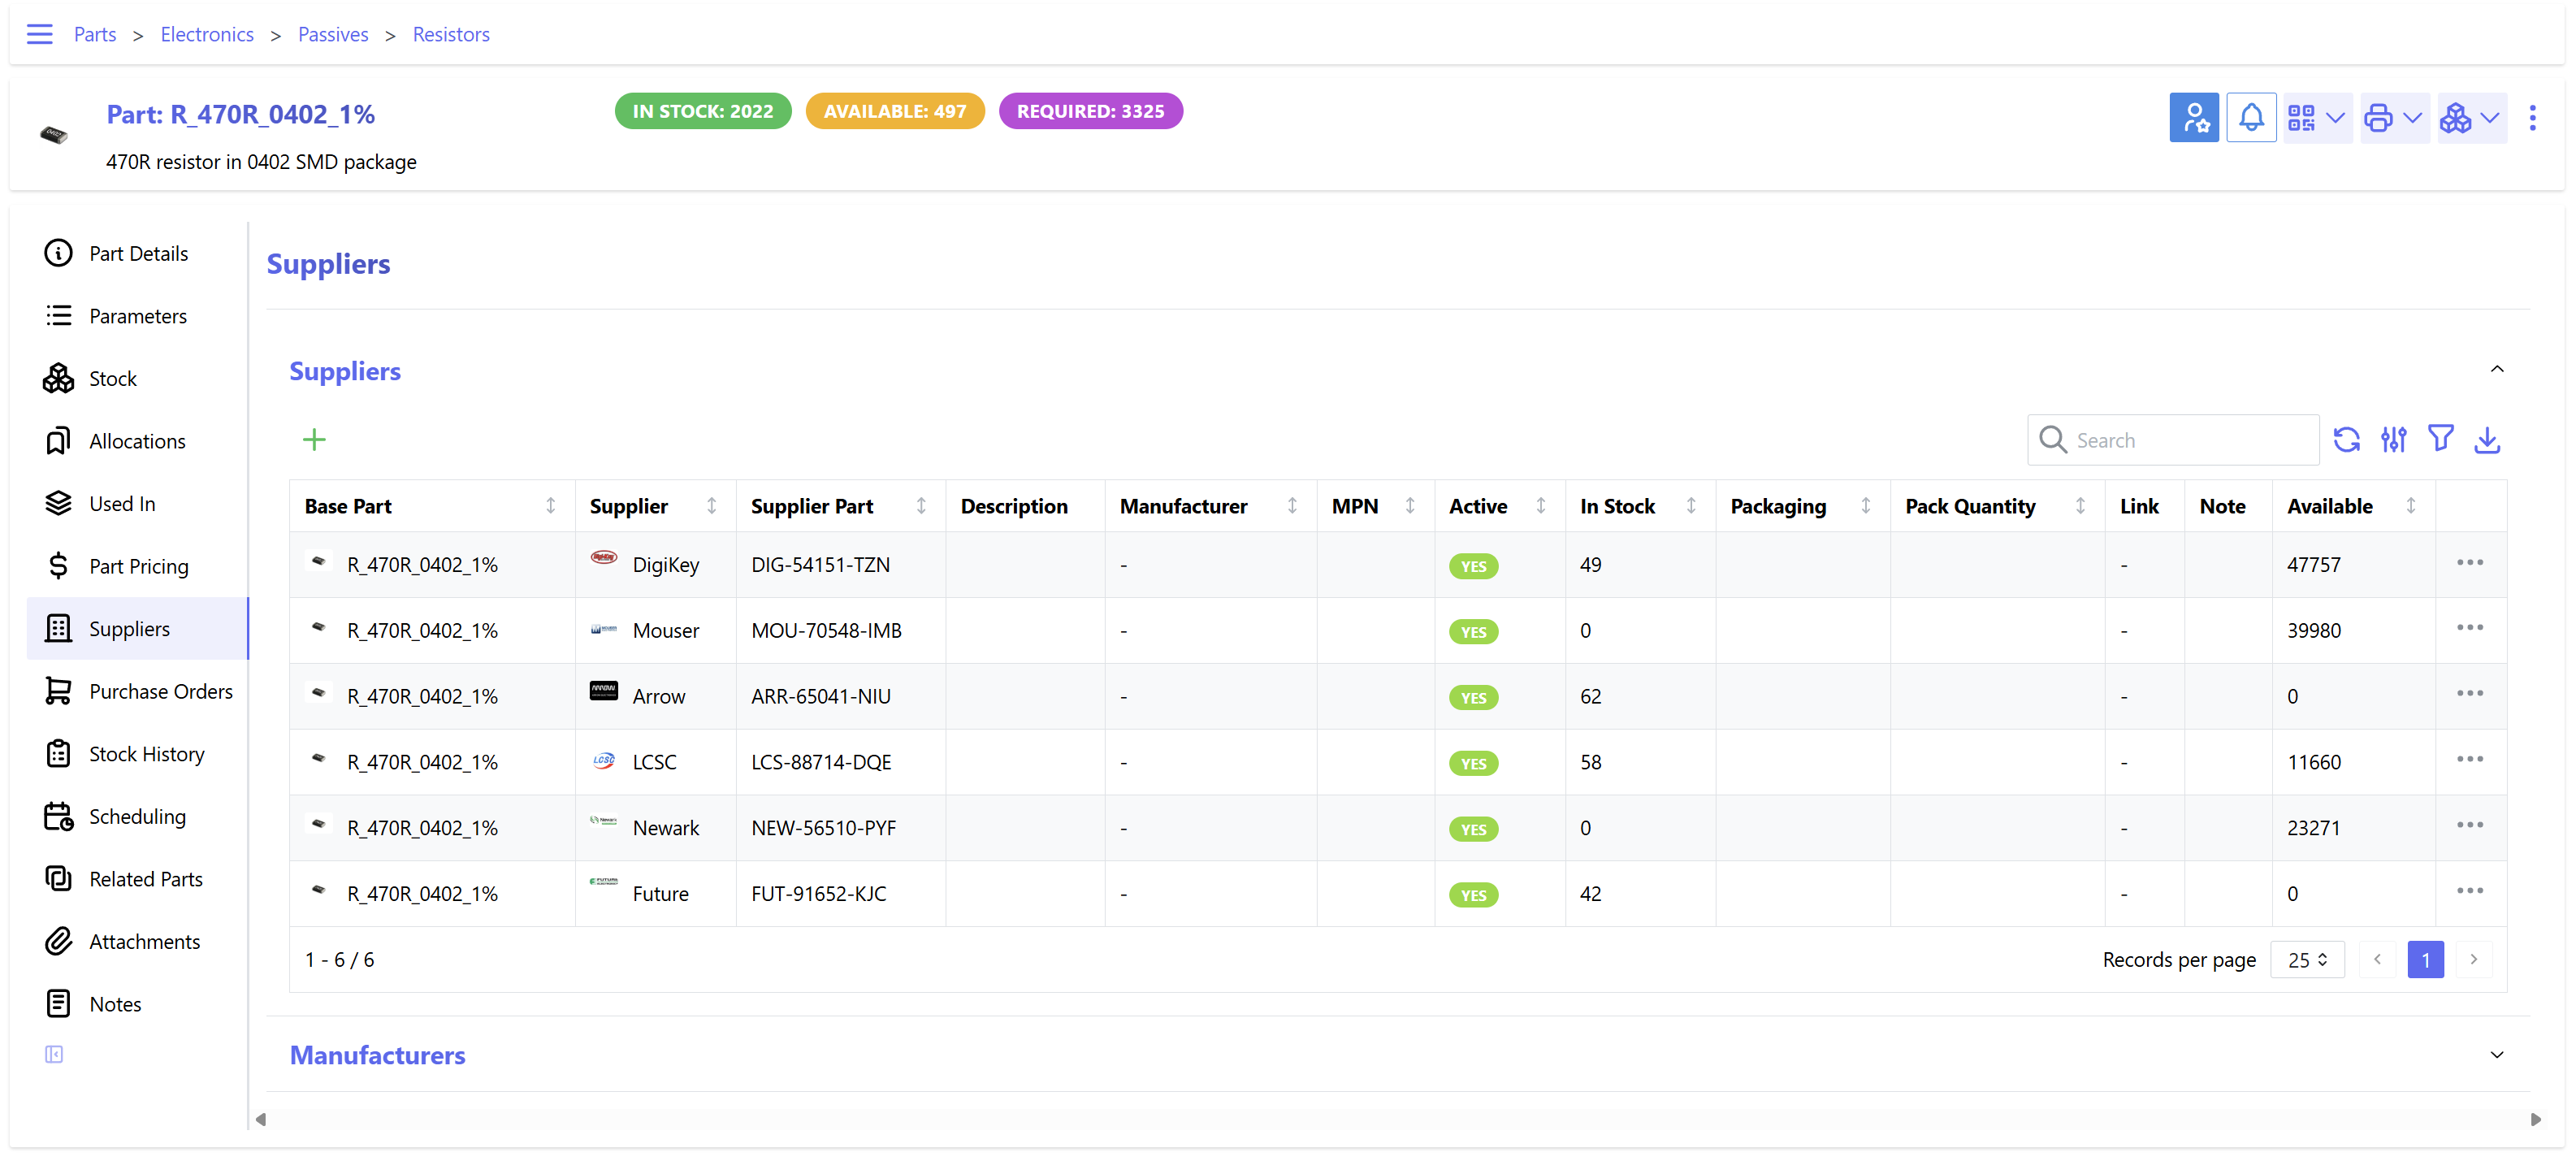 Parts > Electronics > Passives > Resistors
Part: R_470R_0402_1%
IN STOCK: 2022 AVAILABLE: 497 REQUIRED: 3325
470R resistor in 0402 SMD package
Part Details
Parameters
Stock
Allocations
Used In
Part Pricing
Suppliers
Purchase Orders
Stock History
Scheduling
Related Parts
Attachments
Notes
Suppliers
Suppliers
Search
Base Part Supplier Supplier Part Description Manufacturer MPN Active In Stock Packaging Pack Quantity Link Note Available
R_470R_0402_1% DigiKey DIG-54151-TZN - YES 49 - 47757
R_470R_0402_1% Mouser MOU-70548-IMB - YES 0 - 39980
R_470R_0402_1% Arrow ARR-65041-NIU - YES 62 - 0
R_470R_0402_1% LCSC LCSC LCS-88714-DQE - YES 58 - 11660
R_470R_0402_1% Newark NEW-56510-PYF - YES 0 - 23271
R_470R_0402_1% Future FUT-91652-KJC - YES 42 - 0
1 - 6 / 6
Records per page 25 1
Manufacturers